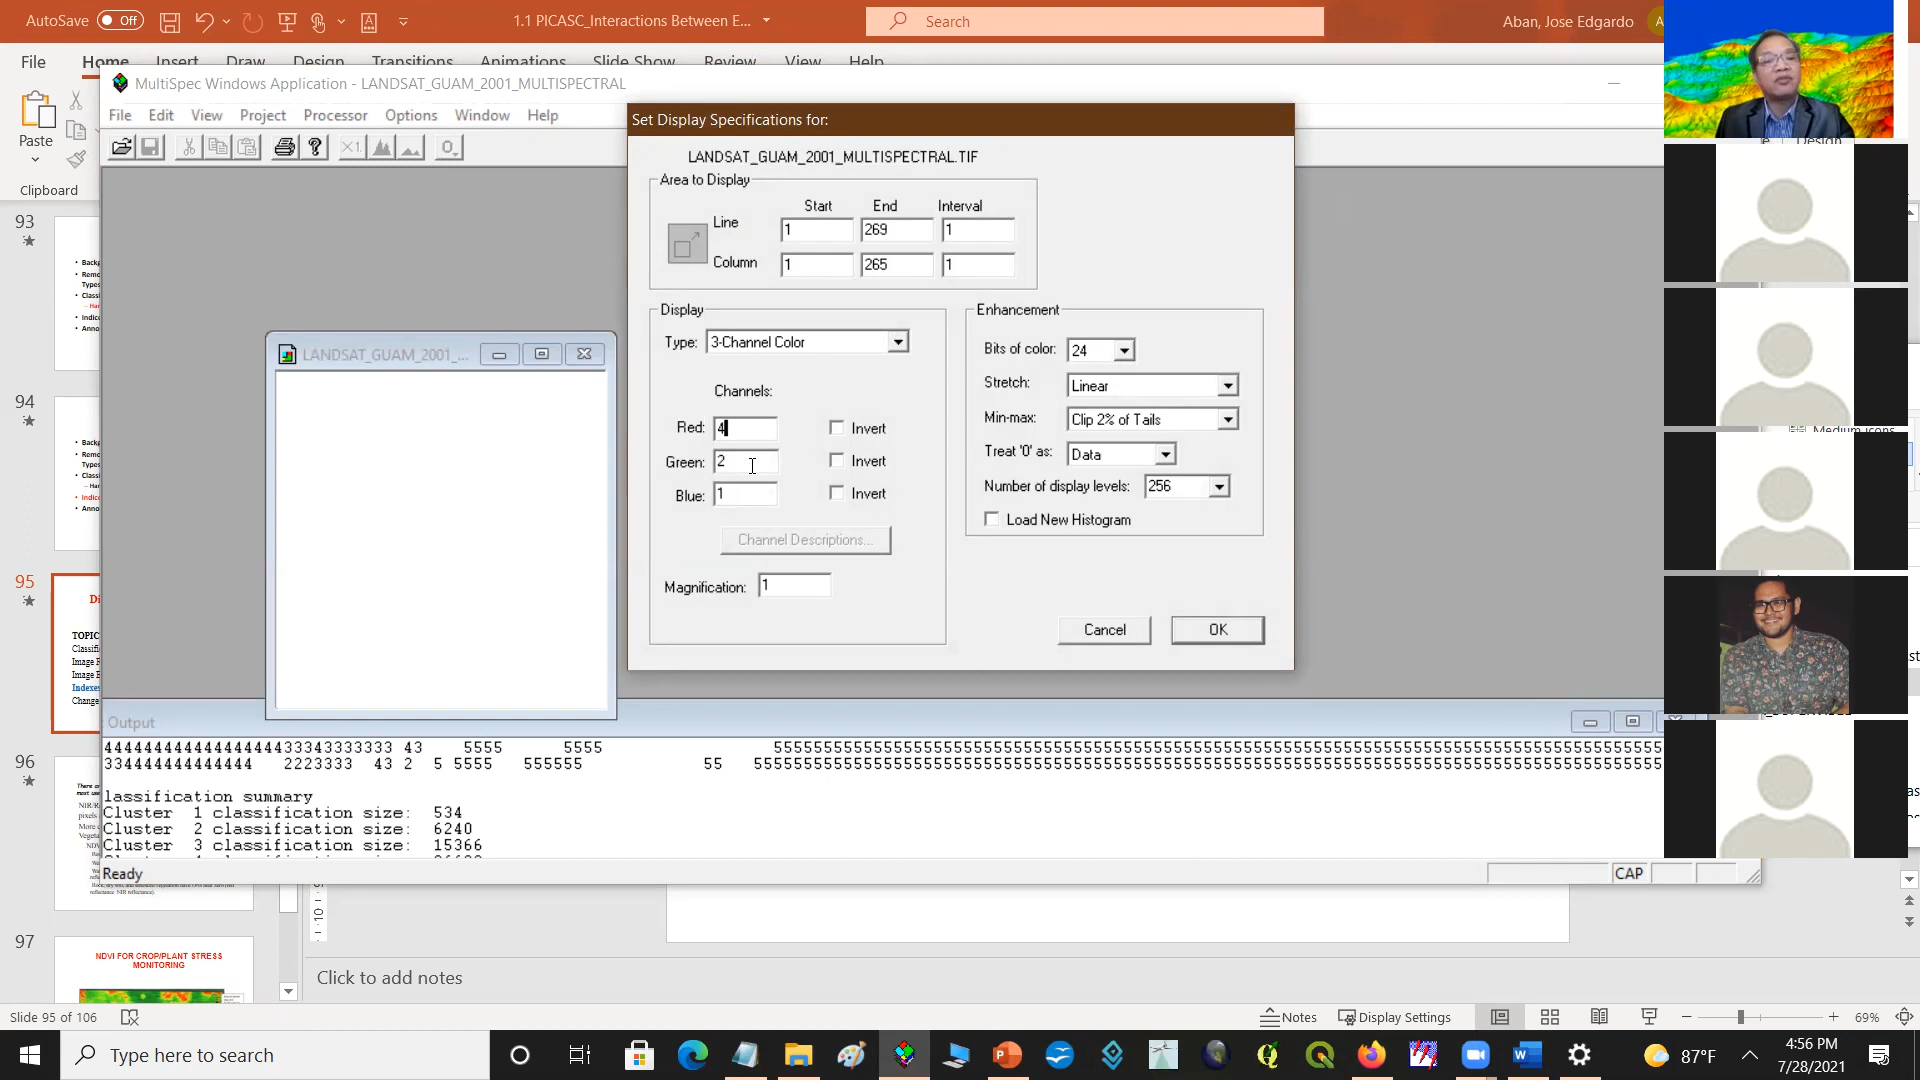 AutoSave Off
1.1 PICASC_Interactions Between E...
Search
Aban, Jose Edgardo
File Home Insert Draw Design Transitions Animations Slide Show Review View Help
MultiSpec Windows Application - LANDSAT_GUAM_2001_MULTISPECTRAL
File Edit View Project Processor Options Window Help
Paste
Clipboard
Set Display Specifications for:
LANDSAT_GUAM_2001_MULTISPECTRAL.TIF
Area to Display
Start End Interval
Line 1 269 1
Column 1 265 1
Display
Type: 3-Channel Color
Channels:
Red: 4 Invert
Green: 2 Invert
Blue: 1 Invert
Channel Descriptions...
Magnification: 1
Enhancement
Bits of color: 24
Stretch: Linear
Min-max: Clip 2% of Tails
Treat '0' as: Data
Number of display levels: 256
Load New Histogram
Cancel OK
LANDSAT_GUAM_2001_...
Output
lassification summary
Cluster 1 classification size: 534
Cluster 2 classification size: 6240
Cluster 3 classification size: 15366
Ready
CAP
93
94
95
TOPIC
Classifi
Image R
Image E
Indexes
Change
96
97
NDVI FOR CROP/PLANT STRESS
MONITORING
Click to add notes
Slide 95 of 106
Notes Display Settings 69%
Type here to search
87°F
4:56 PM
7/28/2021